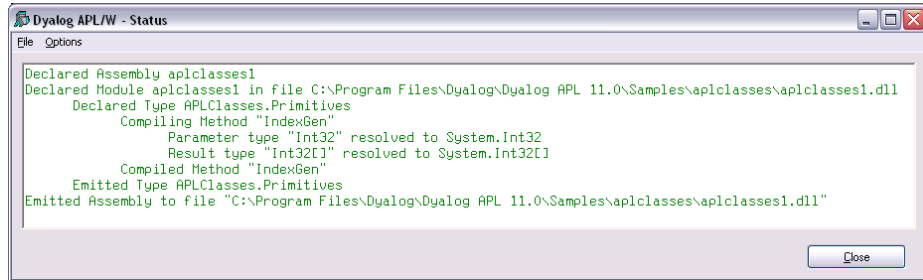 Dyalog APL/W - Status
File Options
Declared Assembly aplclasses1
Declared Module aplclasses1 in file C:\Program Files\Dyalog\Dyalog APL 11.0\Samples\aplclasses\aplclasses1.dll
Declared Type APLClasses.Primitives
Compiling Method "IndexGen"
Parameter type "Int32" resolved to System.Int32
Result type "Int32[]" resolved to System.Int32[]
Compiled Method "IndexGen"
Emitted Type APLClasses.Primitives
Emitted Assembly to file "C:\Program Files\Dyalog\Dyalog APL 11.0\Samples\aplclasses\aplclasses1.dll"
Close